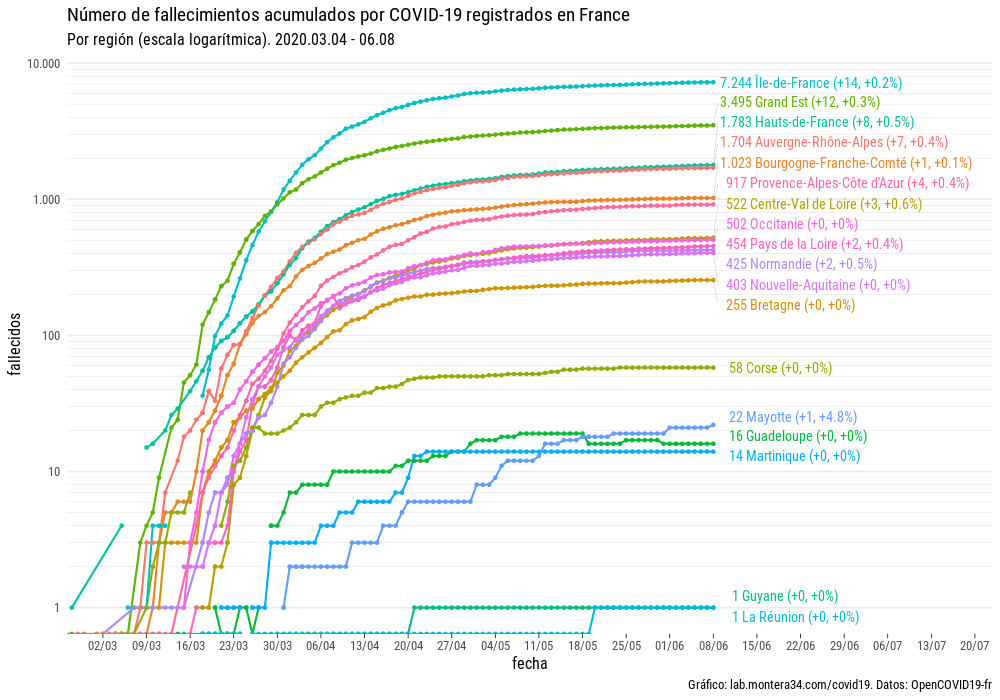 Número de fallecimientos acumulados por COVID-19 registrados en France
Por región (escala logarítmica). 2020.03.04 - 06.08
10.000
1.000
100
10
1
fallecidos
7.244 Île-de-France (+14, +0.2%)
3.495 Grand Est (+12, +0.3%)
1.783 Hauts-de-France (+8, +0.5%)
1.704 Auvergne-Rhône-Alpes (+7, +0.4%)
1.023 Bourgogne-Franche-Comté (+1, +0.1%)
917 Provence-Alpes-Côte d'Azur (+4, +0.4%)
522 Centre-Val de Loire (+3, +0.6%)
502 Occitanie (+0, +0%)
454 Pays de la Loire (+2, +0.4%)
425 Normandie (+2, +0.5%)
403 Nouvelle-Aquitaine (+0, +0%)
255 Bretagne (+0, +0%)
58 Corse (+0, +0%)
22 Mayotte (+1, +4.8%)
16 Guadeloupe (+0, +0%)
14 Martinique (+0, +0%)
1 Guyane (+0, +0%)
1 La Réunion (+0, +0%)
02/03 09/03 16/03 23/03 30/03 06/04 13/04 20/04 27/04 04/05 11/05 18/05 25/05 01/06 08/06 15/06 22/06 29/06 06/07 13/07 20/07
fecha
Gráfico: lab.montera34.com/covid19. Datos: OpenCOVID19-fr